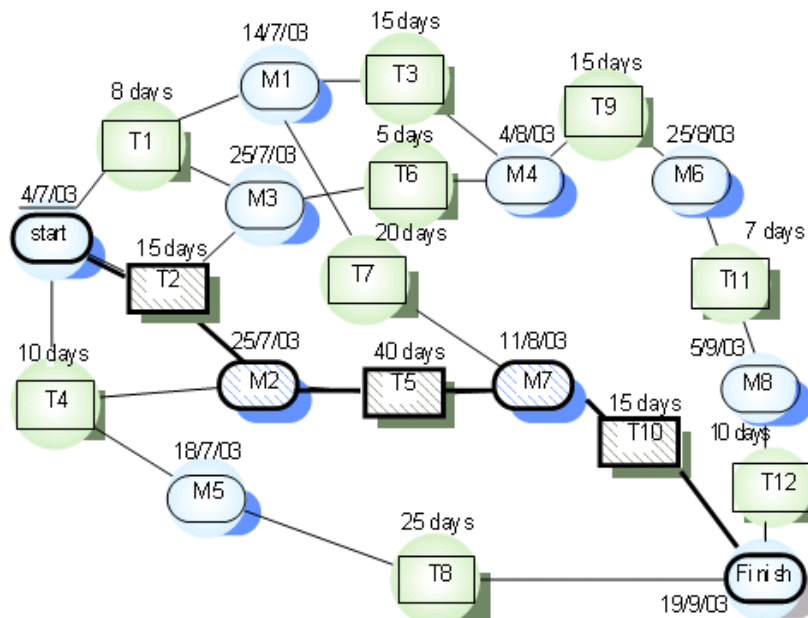 14/7/03
15 days
M1
T3
15 days
T9
8 days
T1
5 days
4/8/03
25/8/03
25/7/03
M3
T6
M4
M6
4/7/03
start
15 days
T2
20 days
T7
7 days
T11
25/7/03
M2
40 days
T5
11/8/03
M7
5/9/03
M8
10 days
T4
15 days
T10
10 days
T12
18/7/03
M5
25 days
T8
Finish
19/9/03